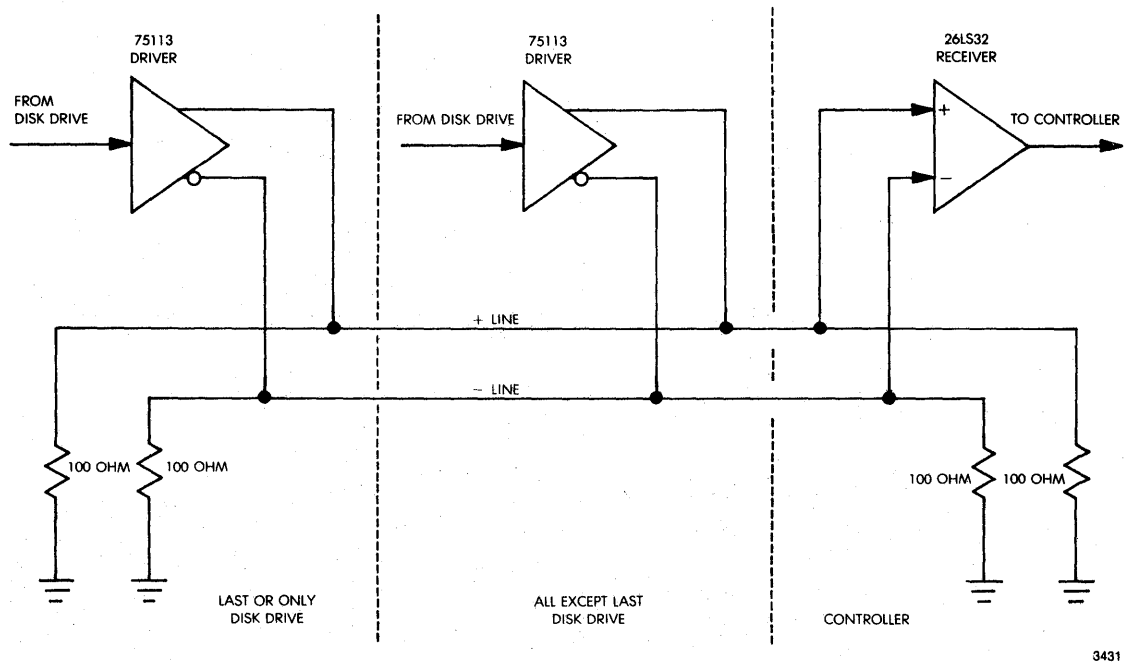 75113
DRIVER
75113
DRIVER
26LS32
RECEIVER
FROM
DISK DRIVE
FROM DISK DRIVE
+
TO CONTROLLER
−
+ LINE
− LINE
100 OHM
100 OHM
100 OHM
100 OHM
LAST OR ONLY
DISK DRIVE
ALL EXCEPT LAST
DISK DRIVE
CONTROLLER
3431